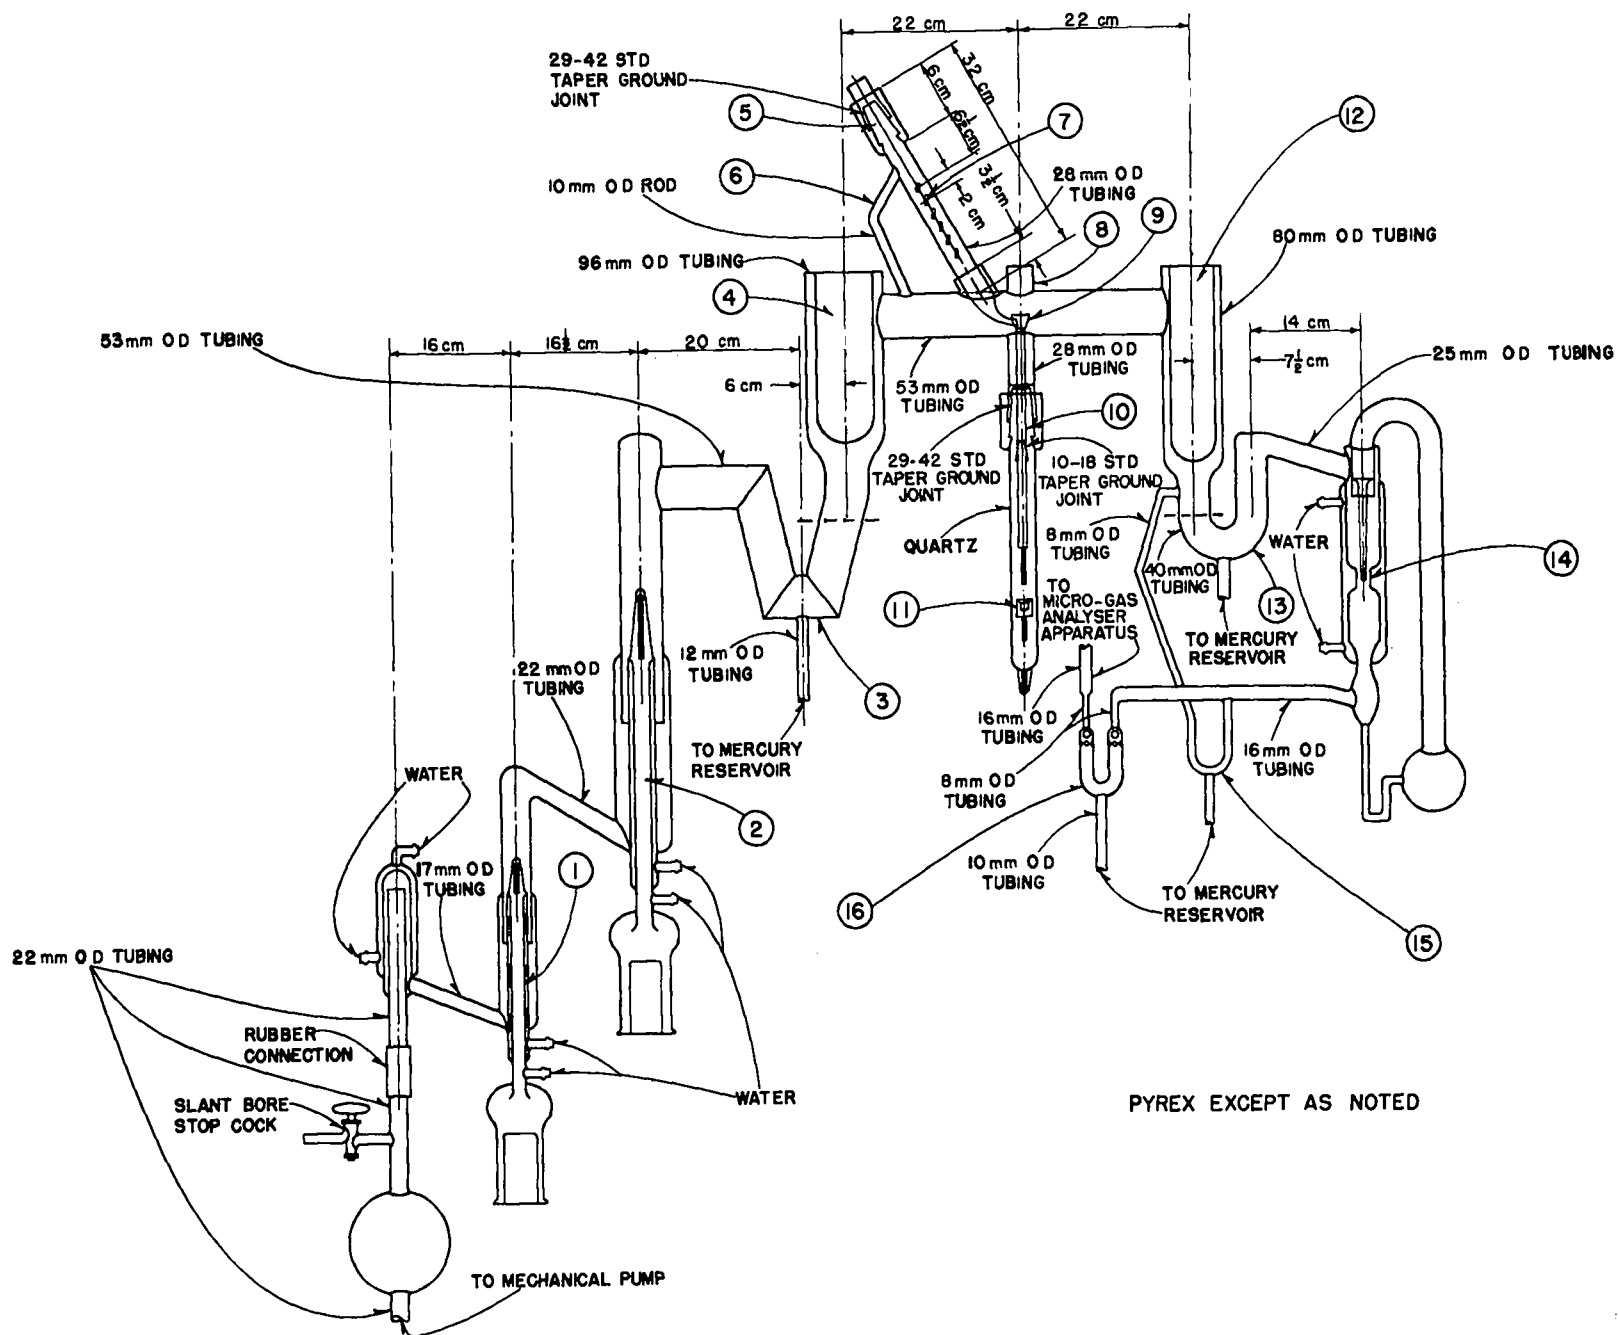 22 cm
22 cm
29-42 STD
TAPER GROUND
JOINT
5
6 cm
32 cm
6½ cm
7
12
6
10 mm OD ROD
3½ cm
2 cm
28 mm OD
TUBING
8
9
80 mm OD TUBING
96 mm OD TUBING
4
53 mm OD TUBING
16 cm
16½ cm
20 cm
6 cm
14 cm
7½ cm
25 mm OD TUBING
28 mm OD
TUBING
53 mm OD
TUBING
10
29-42 STD
TAPER GROUND
JOINT
10-18 STD
TAPER GROUND
JOINT
QUARTZ
8 mm OD
TUBING
40 mm OD
TUBING
WATER
14
11
TO
MICRO-GAS
ANALYSER
APPARATUS
13
TO MERCURY
RESERVOIR
12 mm OD
TUBING
22 mm OD
TUBING
3
TO MERCURY
RESERVOIR
16 mm OD
TUBING
16 mm OD
TUBING
8 mm OD
TUBING
WATER
2
17 mm OD
TUBING
1
10 mm OD
TUBING
TO MERCURY
RESERVOIR
16
15
22 mm OD TUBING
RUBBER
CONNECTION
WATER
SLANT BORE
STOP COCK
PYREX EXCEPT AS NOTED
TO MECHANICAL PUMP